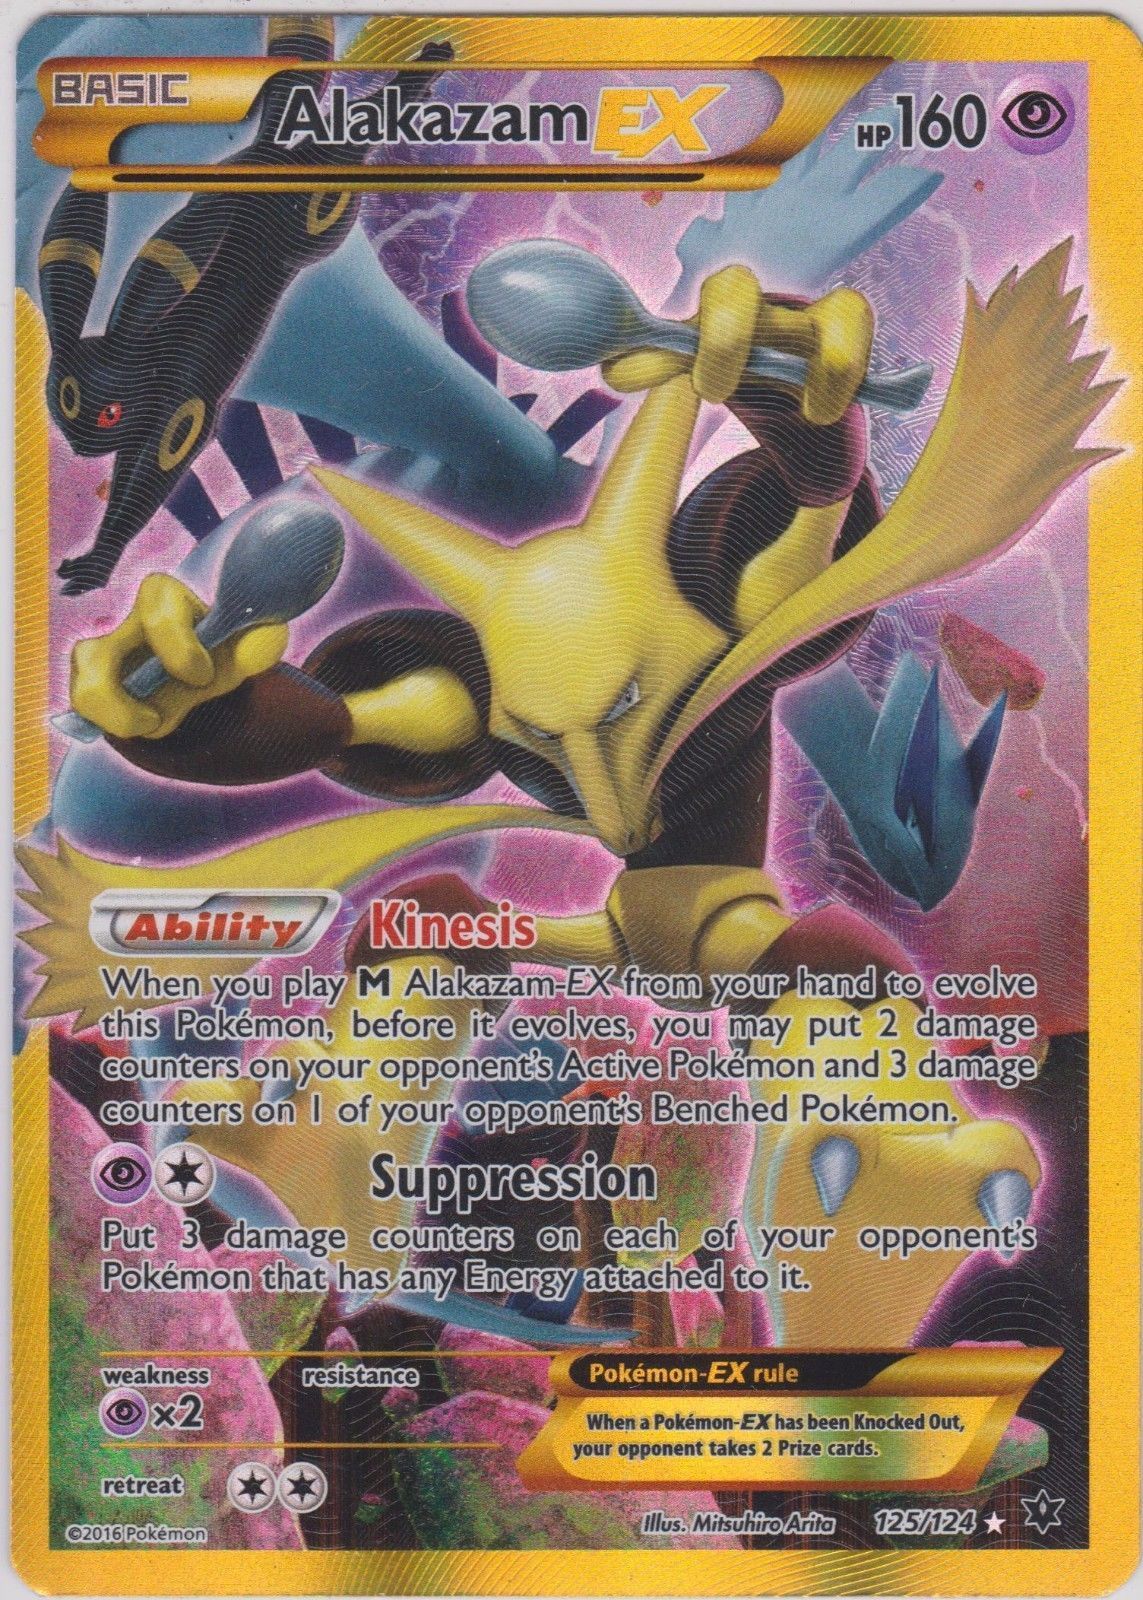 BASIC
Alakazam EX
HP 160
Ability Kinesis
When you play M Alakazam-EX from your hand to evolve
this Pokémon, before it evolves, you may put 2 damage
counters on your opponent's Active Pokémon and 3 damage
counters on 1 of your opponent's Benched Pokémon.
Suppression
Put 3 damage counters on each of your opponent's
Pokémon that has any Energy attached to it.
weakness
×2
resistance
retreat
Pokémon-EX rule
When a Pokémon-EX has been Knocked Out,
your opponent takes 2 Prize cards.
©2016 Pokémon
Illus. Mitsuhiro Arita
125/124 ★